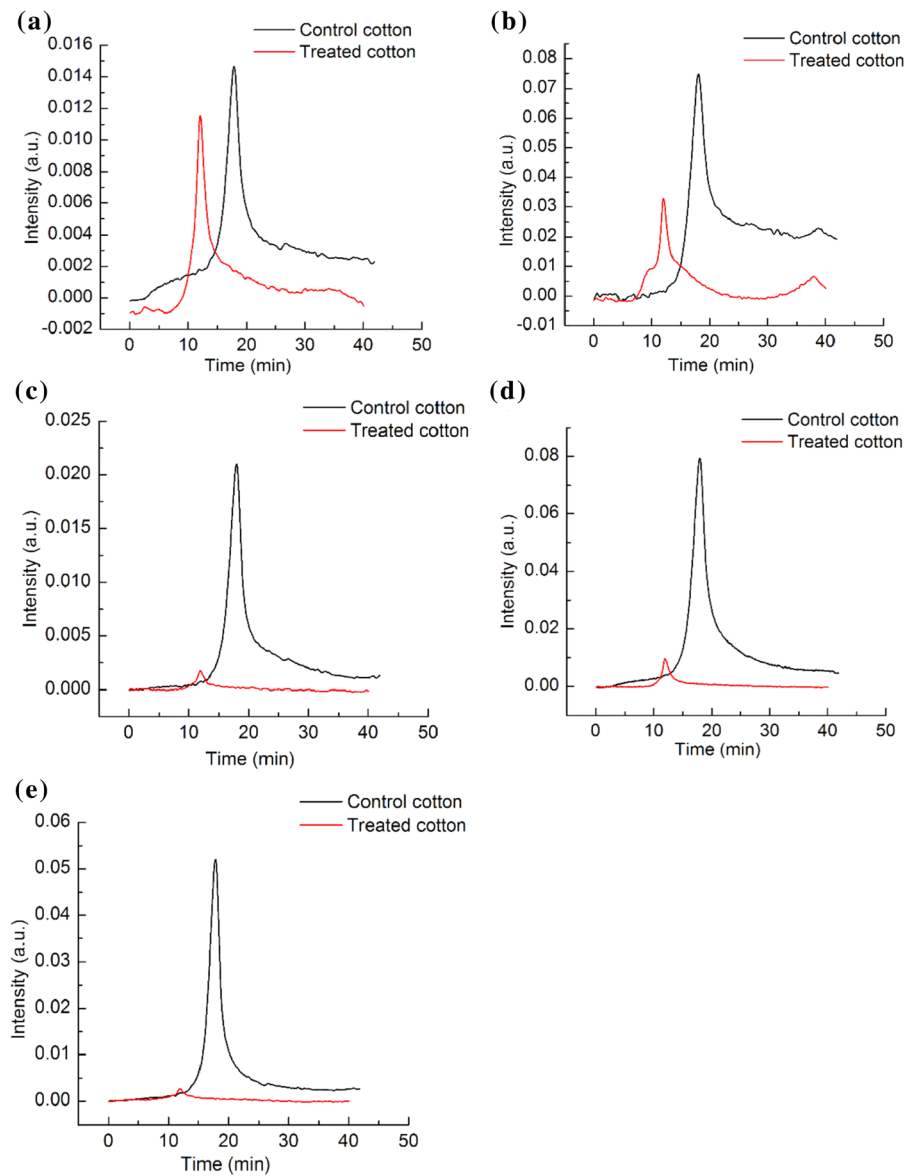 (a)
Control cotton
Treated cotton
0.016
0.014
0.012
0.010
0.008
0.006
0.004
0.002
0.000
-0.002
Intensity (a.u.)
0 10 20 30 40 50
Time (min)
(b)
Control cotton
Treated cotton
0.08
0.07
0.06
0.05
0.04
0.03
0.02
0.01
0.00
-0.01
Intensity (a.u.)
0 10 20 30 40 50
Time (min)
(c)
Control cotton
Treated cotton
0.025
0.020
0.015
0.010
0.005
0.000
Intensity (a.u.)
0 10 20 30 40 50
Time (min)
(d)
Control cotton
Treated cotton
0.08
0.06
0.04
0.02
0.00
Intensity (a.u.)
0 10 20 30 40 50
Time (min)
(e)
Control cotton
Treated cotton
0.06
0.05
0.04
0.03
0.02
0.01
0.00
Intensity (a.u.)
0 10 20 30 40 50
Time (min)